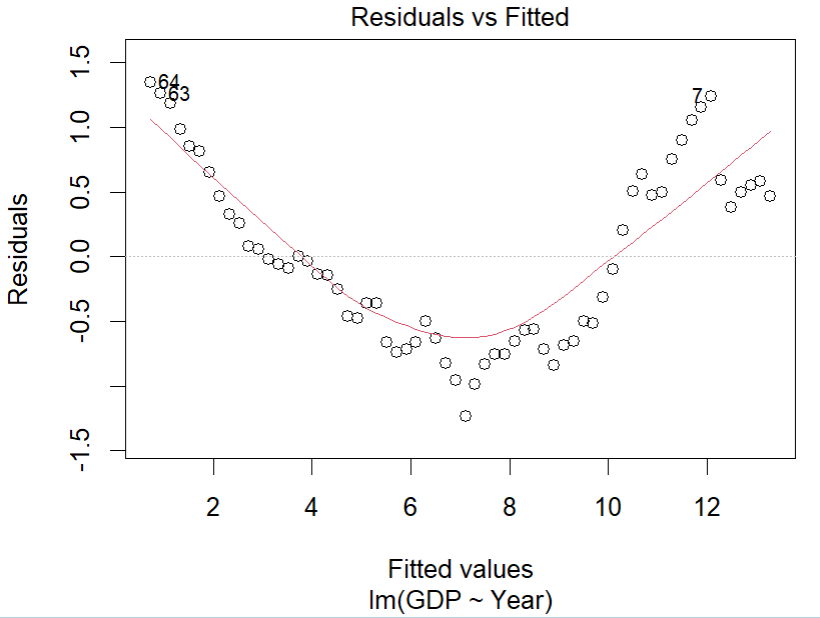 Residuals vs Fitted
Residuals
1.5
1.0
0.5
0.0
-0.5
-1.5
64
63
7
2 4 6 8 10 12
Fitted values
lm(GDP ~ Year)